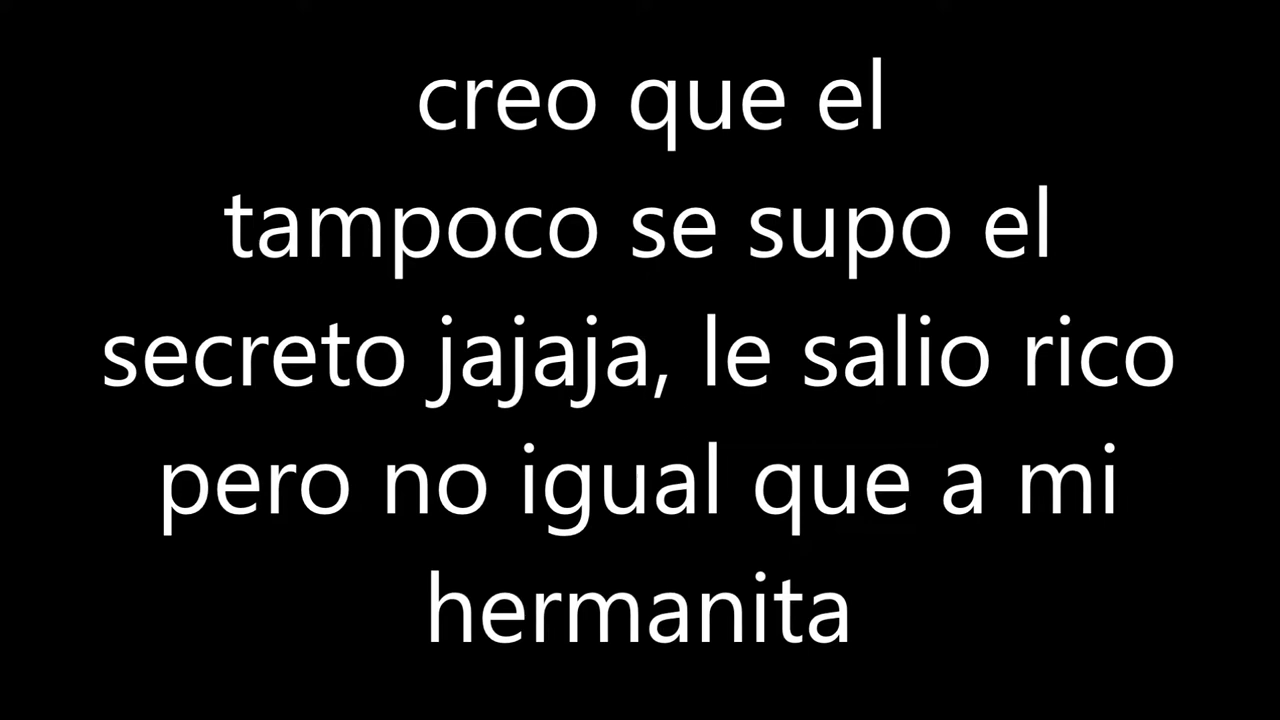 creo que el
tampoco se supo el
secreto jajaja, le salio rico
pero no igual que a mi
hermanita